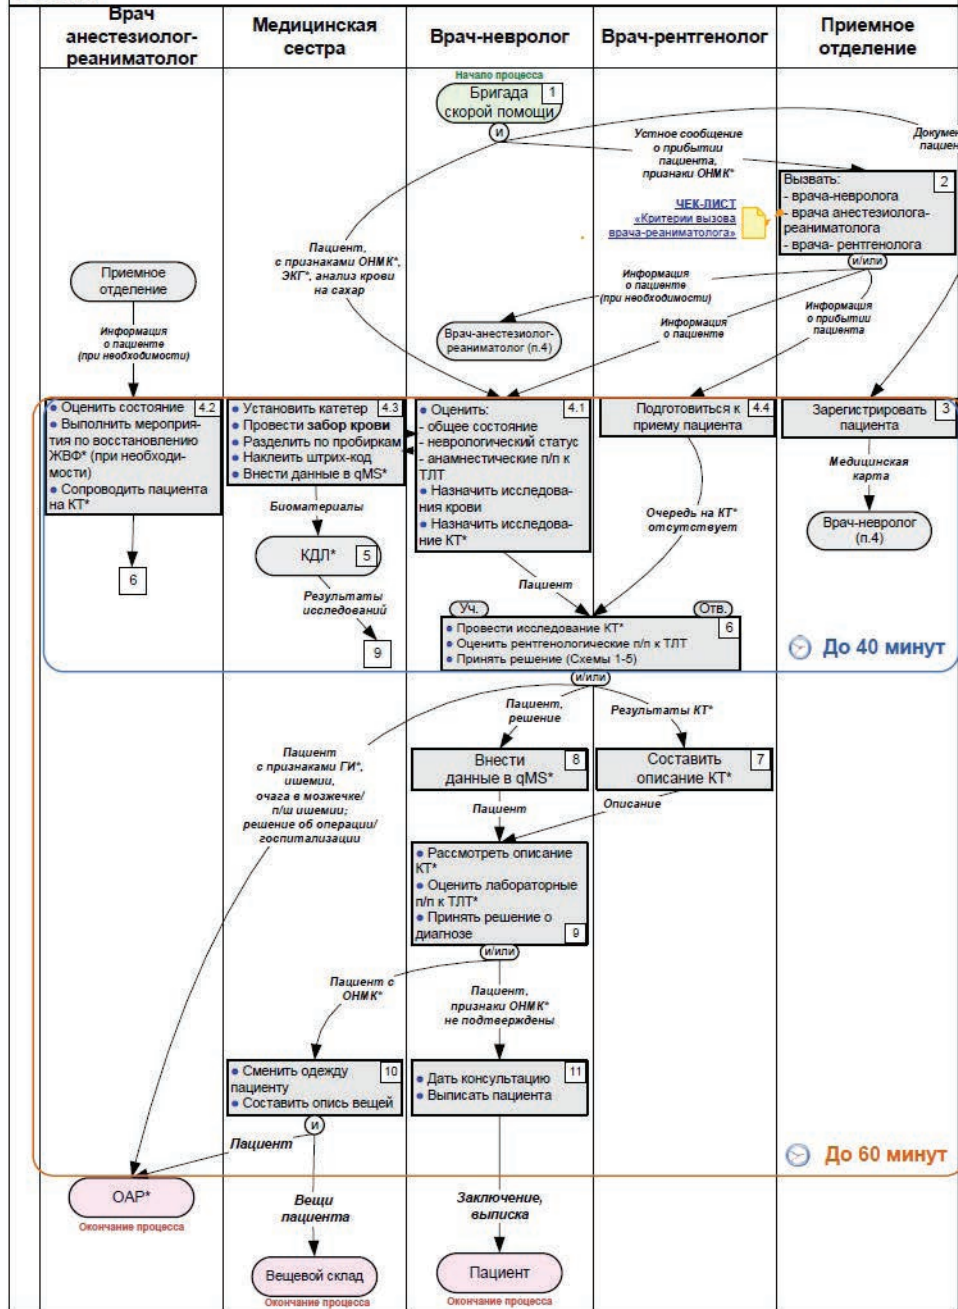 Врач
анестезиолог-
реаниматолог
Медицинская
сестра
Врач-невролог
Врач-рентгенолог
Приемное
отделение
Начало процесса
Бригада
скорой помощи
1
и
Устное сообщение
о прибытии
пациента,
признаки ОНМК*
Вызвать:
- врача-невролога
- врача анестезиолога-
реаниматолога
- врача- рентгенолога
2
и/или
ЧЕК-ЛИСТ
«Критерии вызова
врача-реаниматолога»
Пациент,
с признаками ОНМК*,
ЭКГ*, анализ крови
на сахар
Приемное
отделение
Информация
о пациенте
(при необходимости)
Информация
о пациенте
(при необходимости)
Врач-анестезиолог-
реаниматолог (п.4)
Информация
о пациенте
Информация
о прибытии
пациента
● Оценить состояние
● Выполнить меропри-
ятия по восстановлению
ЖВФ* (при необходи-
мости)
● Сопроводить пациента
на КТ*
4.2
6
● Установить катетер
● Провести забор крови
● Разделить по пробиркам
● Наклеить штрих-код
● Внести данные в qMS*
4.3
Биоматериалы
КДЛ*
5
Результаты
исследований
9
● Оценить:
- общее состояние
- неврологический статус
- анамнестические п/п к
ТЛТ
● Назначить исследова-
ния крови
● Назначить исследова-
ние КТ*
4.1
Пациент
Подготовиться к
приему пациента
4.4
Очередь на КТ*
отсутствует
Зарегистрировать
пациента
3
Медицинская
карта
Врач-невролог
(п.4)
Уч.
Отв.
● Провести исследование КТ*
● Оценить рентгенологические п/п к ТЛТ
● Принять решение (Схемы 1-5)
6
и/или
До 40 минут
Пациент
с признаками ГИ*,
ишемии,
очага в мозжечке/
п/ш ишемии;
решение об операции/
госпитализации
Пациент,
решение
Результаты КТ*
Внести
данные в qMS*
8
Составить
описание КТ*
7
Пациент
Описание
● Рассмотреть описание
КТ*
● Оценить лабораторные
п/п к ТЛТ*
● Принять решение о
диагнозе
9
и/или
Пациент с
ОНМК*
Пациент,
признаки ОНМК*
не подтверждены
● Сменить одежду
пациенту
● Составить опись вещей
10
и
● Дать консультацию
● Выписать пациента
11
Пациент
До 60 минут
ОАР*
Окончание процесса
Вещи
пациента
Заключение,
выписка
Вещевой склад
Окончание процесса
Пациент
Окончание процесса